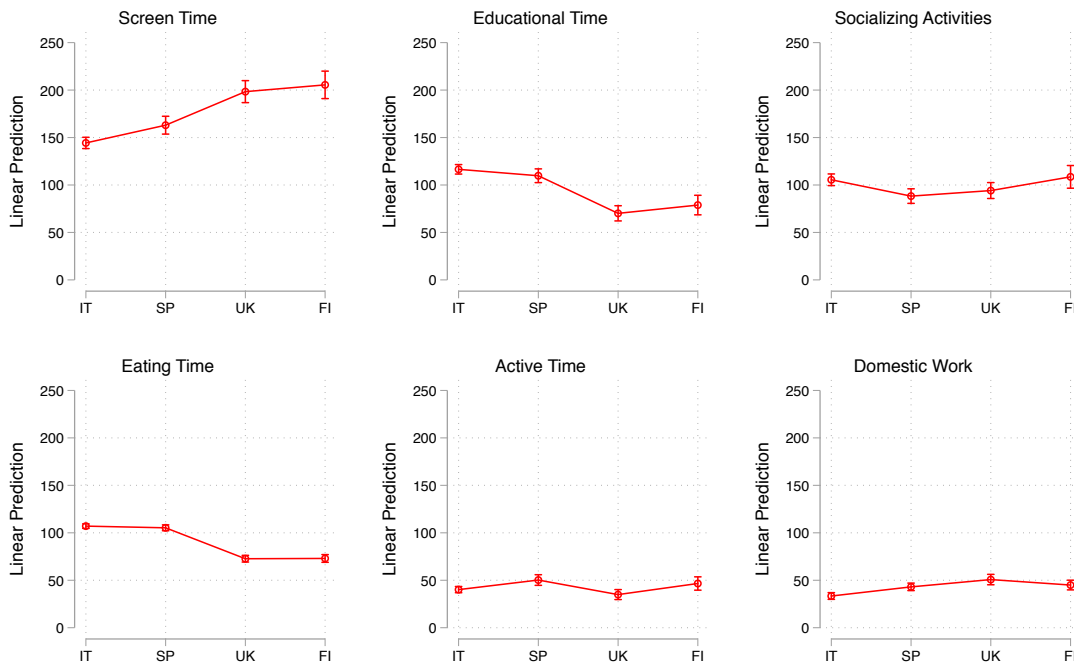 Screen Time
Educational Time
Socializing Activities
Linear Prediction
250
200
150
100
50
0
IT SP UK FI
Linear Prediction
250
200
150
100
50
0
IT SP UK FI
Linear Prediction
250
200
150
100
50
0
IT SP UK FI
Eating Time
Active Time
Domestic Work
Linear Prediction
250
200
150
100
50
0
IT SP UK FI
Linear Prediction
250
200
150
100
50
0
IT SP UK FI
Linear Prediction
250
200
150
100
50
0
IT SP UK FI